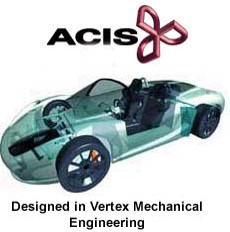 ACIS
Designed in Vertex Mechanical
Engineering